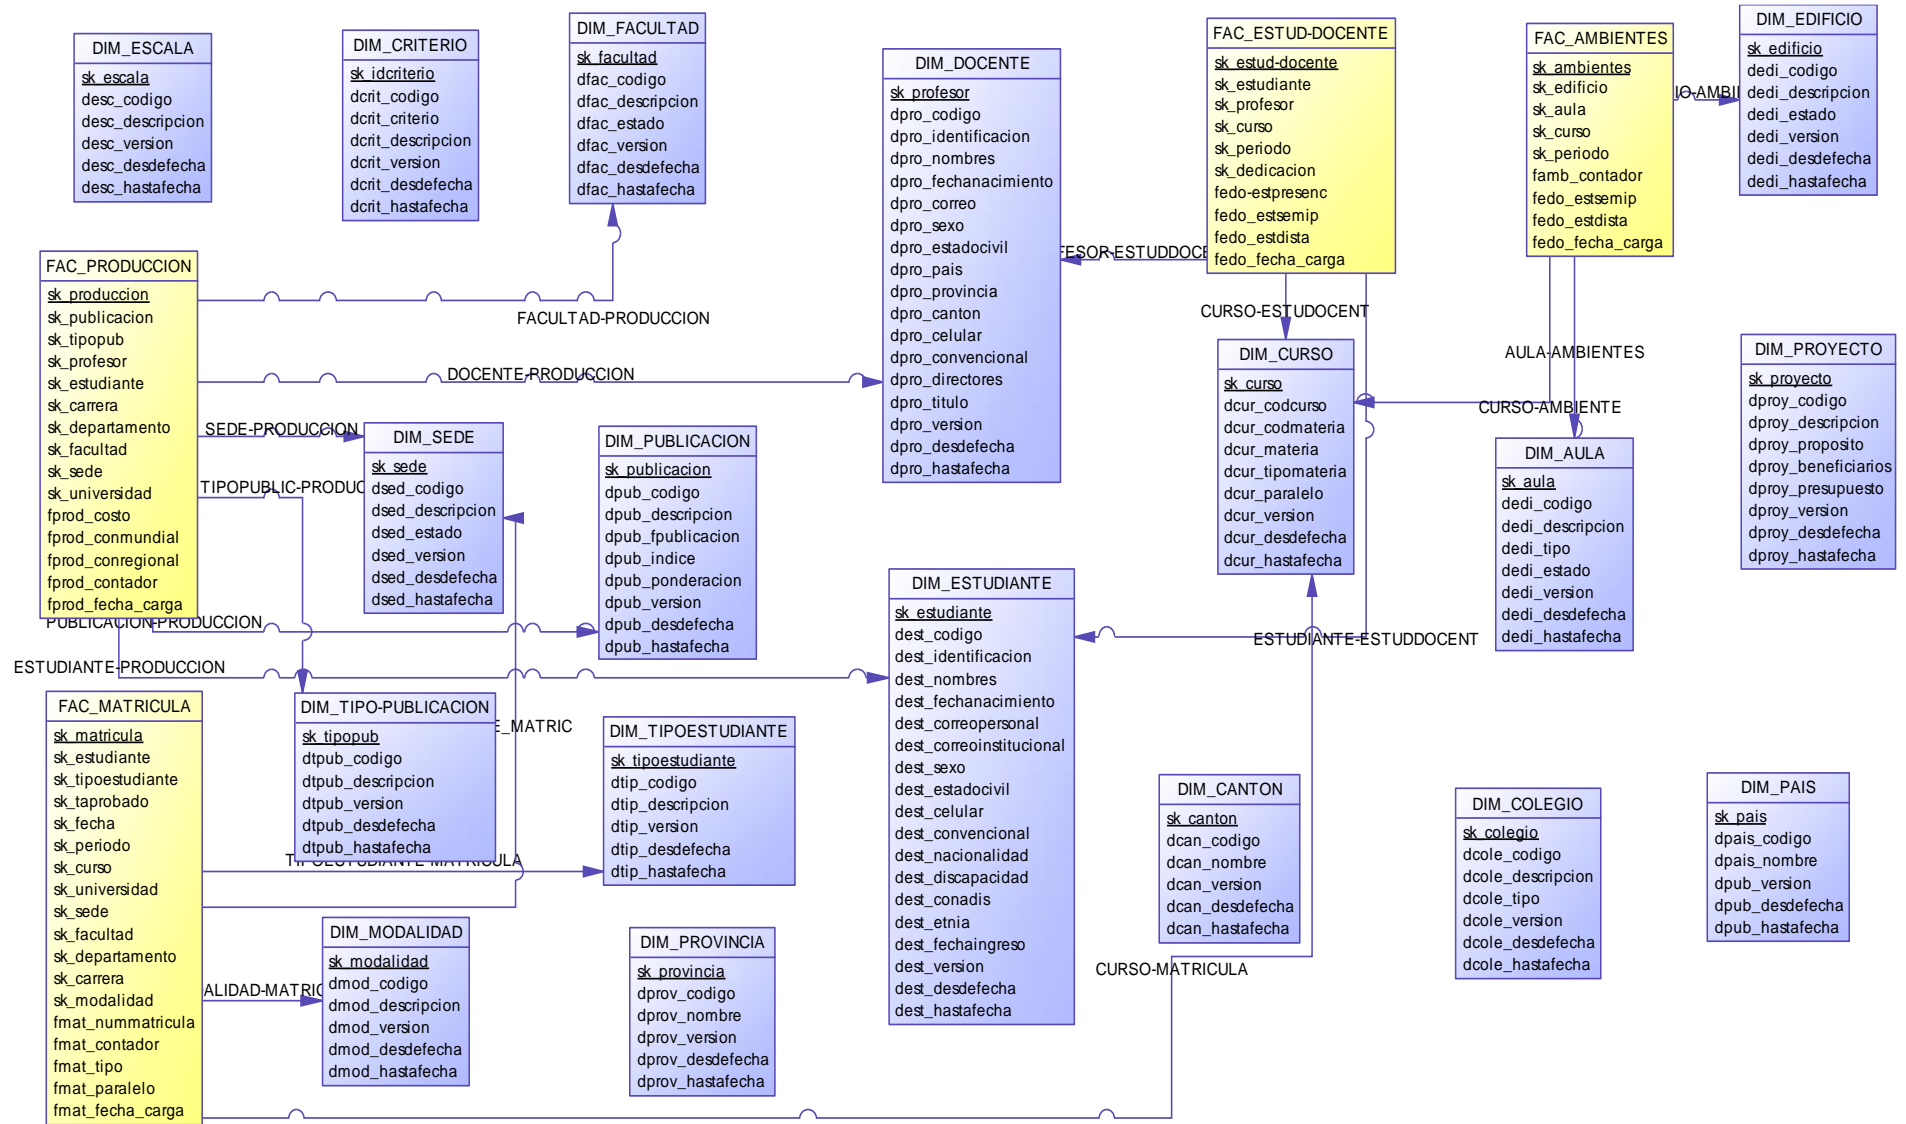 DIM_ESCALA
sk_escala
desc_codigo
desc_descripcion
desc_version
desc_desdefecha
desc_hastafecha
DIM_CRITERIO
sk_idcriterio
dcrit_codigo
dcrit_criterio
dcrit_descripcion
dcrit_version
dcrit_desdefecha
dcrit_hastafecha
DIM_FACULTAD
sk_facultad
dfac_codigo
dfac_descripcion
dfac_estado
dfac_version
dfac_desdefecha
dfac_hastafecha
DIM_DOCENTE
sk_profesor
dpro_codigo
dpro_identificacion
dpro_nombres
dpro_fechanacimiento
dpro_correo
dpro_sexo
dpro_estadocivil
dpro_pais
dpro_provincia
dpro_canton
dpro_celular
dpro_convencional
dpro_directores
dpro_titulo
dpro_version
dpro_desdefecha
dpro_hastafecha
FAC_ESTUD-DOCENTE
sk_estud-docente
sk_estudiante
sk_profesor
sk_curso
sk_periodo
sk_dedicacion
fedo-estpresenc
fedo_estsemip
fedo_estdista
fedo_fecha_carga
FAC_AMBIENTES
sk_ambientes
sk_edificio
sk_aula
sk_curso
sk_periodo
famb_contador
fedo_estsemip
fedo_estdista
fedo_fecha_carga
IO-AMBI
DIM_EDIFICIO
sk_edificio
dedi_codigo
dedi_descripcion
dedi_estado
dedi_version
dedi_desdefecha
dedi_hastafecha
FESOR-ESTUDDOCE
FAC_PRODUCCION
sk_produccion
sk_publicacion
sk_tipopub
sk_profesor
sk_estudiante
sk_carrera
sk_departamento
sk_facultad
sk_sede
sk_universidad
fprod_costo
fprod_conmundial
fprod_conregional
fprod_contador
fprod_fecha_carga
FACULTAD-PRODUCCION
DOCENTE-PRODUCCION
SEDE-PRODUCCION
TIPOPUBLIC-PRODUC
PUBLICACION-PRODUCCION
ESTUDIANTE-PRODUCCION
DIM_SEDE
sk_sede
dsed_codigo
dsed_descripcion
dsed_estado
dsed_version
dsed_desdefecha
dsed_hastafecha
DIM_PUBLICACION
sk_publicacion
dpub_codigo
dpub_descripcion
dpub_fpublicacion
dpub_indice
dpub_ponderacion
dpub_version
dpub_desdefecha
dpub_hastafecha
CURSO-ESTUDOCENT
DIM_CURSO
sk_curso
dcur_codcurso
dcur_codmateria
dcur_materia
dcur_tipomateria
dcur_paralelo
dcur_version
dcur_desdefecha
dcur_hastafecha
AULA-AMBIENTES
CURSO-AMBIENTE
DIM_AULA
sk_aula
dedi_codigo
dedi_descripcion
dedi_tipo
dedi_estado
dedi_version
dedi_desdefecha
dedi_hastafecha
DIM_PROYECTO
sk_proyecto
dproy_codigo
dproy_descripcion
dproy_proposito
dproy_beneficiarios
dproy_presupuesto
dproy_version
dproy_desdefecha
dproy_hastafecha
DIM_ESTUDIANTE
sk_estudiante
dest_codigo
dest_identificacion
dest_nombres
dest_fechanacimiento
dest_correopersonal
dest_correoinstitucional
dest_sexo
dest_estadocivil
dest_celular
dest_convencional
dest_nacionalidad
dest_discapacidad
dest_conadis
dest_etnia
dest_fechaingreso
dest_version
dest_desdefecha
dest_hastafecha
ESTUDIANTE-ESTUDDOCENT
FAC_MATRICULA
sk_matricula
sk_estudiante
sk_tipoestudiante
sk_taprobado
sk_fecha
sk_periodo
sk_curso
sk_universidad
sk_sede
sk_facultad
sk_departamento
sk_carrera
sk_modalidad
fmat_nummatricula
fmat_contador
fmat_tipo
fmat_paralelo
fmat_fecha_carga
DIM_TIPO-PUBLICACION
sk_tipopub
dtpub_codigo
dtpub_descripcion
dtpub_version
dtpub_desdefecha
dtpub_hastafecha
E_MATRIC
TIPOESTUDIANTE-MATRICULA
DIM_TIPOESTUDIANTE
sk_tipoestudiante
dtip_codigo
dtip_descripcion
dtip_version
dtip_desdefecha
dtip_hastafecha
DIM_MODALIDAD
sk_modalidad
dmod_codigo
dmod_descripcion
dmod_version
dmod_desdefecha
dmod_hastafecha
ALIDAD-MATRIC
DIM_PROVINCIA
sk_provincia
dprov_codigo
dprov_nombre
dprov_version
dprov_desdefecha
dprov_hastafecha
DIM_CANTON
sk_canton
dcan_codigo
dcan_nombre
dcan_version
dcan_desdefecha
dcan_hastafecha
CURSO-MATRICULA
DIM_COLEGIO
sk_colegio
dcole_codigo
dcole_descripcion
dcole_tipo
dcole_version
dcole_desdefecha
dcole_hastafecha
DIM_PAIS
sk_pais
dpais_codigo
dpais_nombre
dpub_version
dpub_desdefecha
dpub_hastafecha